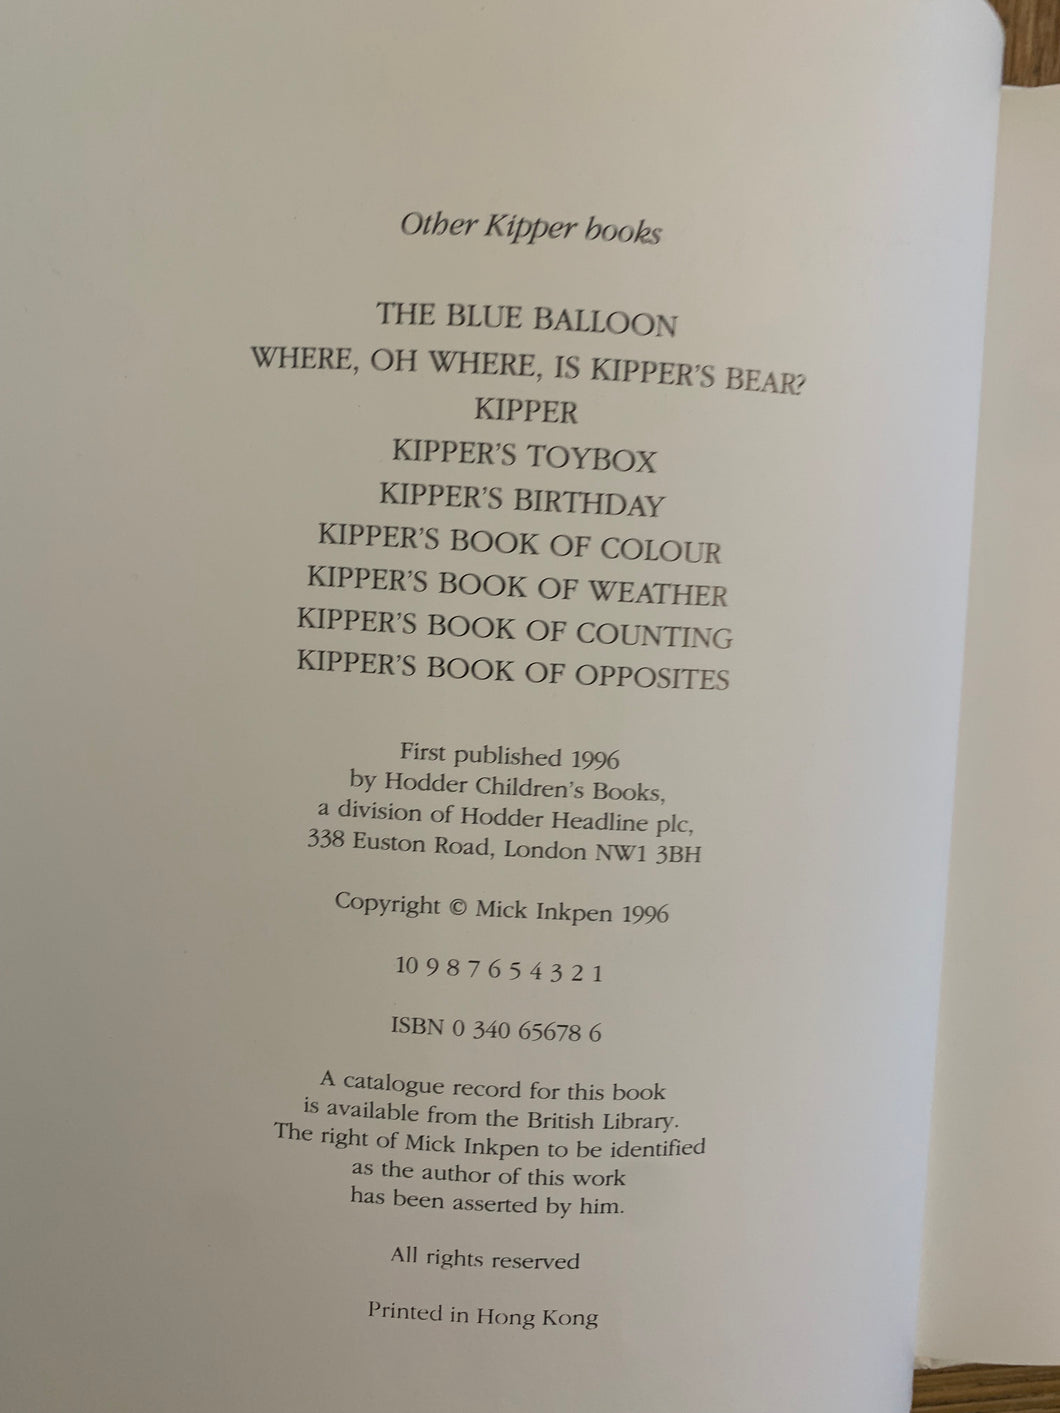 Other Kipper books
THE BLUE BALLOON
WHERE, OH WHERE, IS KIPPER'S BEAR?
KIPPER
KIPPER'S TOYBOX
KIPPER'S BIRTHDAY
KIPPER'S BOOK OF COLOUR
KIPPER'S BOOK OF WEATHER
KIPPER'S BOOK OF COUNTING
KIPPER'S BOOK OF OPPOSITES
First published 1996
by Hodder Children's Books,
a division of Hodder Headline plc,
338 Euston Road, London NW1 3BH
Copyright © Mick Inkpen 1996
10 9 8 7 6 5 4 3 2 1
ISBN 0 340 65678 6
A catalogue record for this book
is available from the British Library.
The right of Mick Inkpen to be identified
as the author of this work
has been asserted by him.
All rights reserved
Printed in Hong Kong